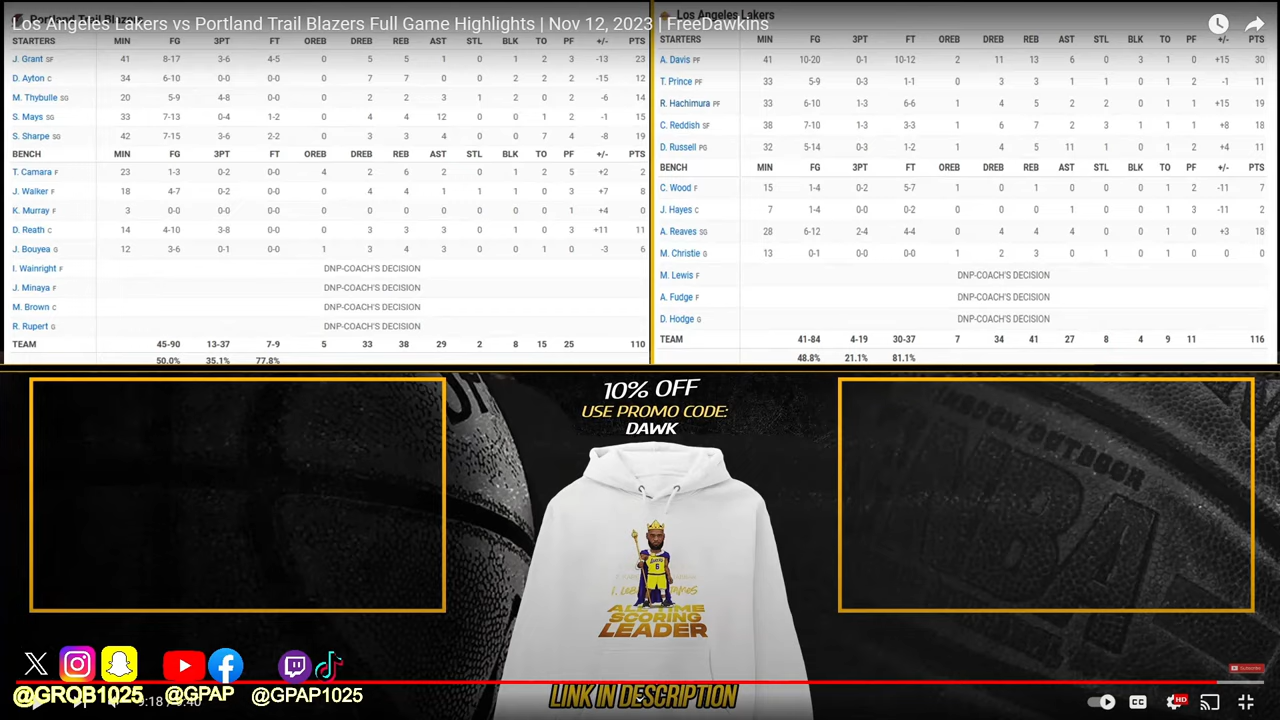 Los Angeles Lakers vs Portland Trail Blazers Full Game Highlights | Nov 12, 2023 | FreeDawkins
Portland Trail Blazers
STARTERS MIN FG 3PT FT OREB DREB REB AST STL BLK TO PF +/- PTS
J. Grant SF 41 8-17 3-6 4-5 0 5 5 1 0 1 2 3 -13 23
D. Ayton C 34 6-10 0-0 0-0 0 7 7 0 0 2 2 2 -15 12
M. Thybulle SG 20 5-9 4-8 0-0 0 2 2 3 1 2 0 2 -6 14
S. Mays SG 33 7-13 0-4 1-2 0 4 4 12 0 0 1 2 -1 15
S. Sharpe SG 42 7-15 3-6 2-2 0 3 3 4 0 0 7 4 -8 19
BENCH MIN FG 3PT FT OREB DREB REB AST STL BLK TO PF +/- PTS
T. Camara F 23 1-3 0-2 0-0 4 2 6 2 0 1 2 5 +2 2
J. Walker F 18 4-7 0-2 0-0 0 4 4 1 1 1 0 3 +7 8
K. Murray F 3 0-0 0-0 0-0 0 0 0 0 0 0 0 1 +4 0
D. Reath C 14 4-10 3-8 0-0 0 3 3 3 0 1 0 3 +11 11
J. Bouyea G 12 3-6 0-1 0-0 1 3 4 3 0 0 1 0 -3 6
I. Wainright F DNP-COACH'S DECISION
J. Minaya F DNP-COACH'S DECISION
M. Brown C DNP-COACH'S DECISION
R. Rupert G DNP-COACH'S DECISION
TEAM 45-90 13-37 7-9 5 33 38 29 2 8 15 25 110
50.0% 35.1% 77.8%
Los Angeles Lakers
STARTERS MIN FG 3PT FT OREB DREB REB AST STL BLK TO PF +/- PTS
A. Davis PF 41 10-20 0-1 10-12 2 11 13 6 0 3 1 0 +15 30
T. Prince PF 33 5-9 0-3 1-1 0 3 3 1 1 0 1 2 -1 11
R. Hachimura PF 33 6-10 1-3 6-6 1 4 5 2 2 0 1 0 +15 19
C. Reddish SF 38 7-10 1-3 3-3 1 6 7 2 3 1 1 1 +8 18
D. Russell PG 32 5-14 0-3 1-2 1 4 5 11 1 0 1 2 +4 11
BENCH MIN FG 3PT FT OREB DREB REB AST STL BLK TO PF +/- PTS
C. Wood F 15 1-4 0-2 5-7 1 0 1 0 0 0 1 2 -11 7
J. Hayes C 7 1-4 0-0 0-2 0 0 0 1 0 0 1 3 -11 2
A. Reaves SG 28 6-12 2-4 4-4 0 4 4 4 0 0 1 1 +3 18
M. Christie G 13 0-1 0-0 0-0 1 2 3 0 1 0 1 0 0 0
M. Lewis F DNP-COACH'S DECISION
A. Fudge F DNP-COACH'S DECISION
D. Hodge G DNP-COACH'S DECISION
TEAM 41-84 4-19 30-37 7 34 41 27 8 4 9 11 116
48.8% 21.1% 81.1%
10% OFF
USE PROMO CODE:
DAWK
ALL TIME
SCORING
LEADER
LINK IN DESCRIPTION
@GRQB1025 @GPAP @GPAP1025
CC HD